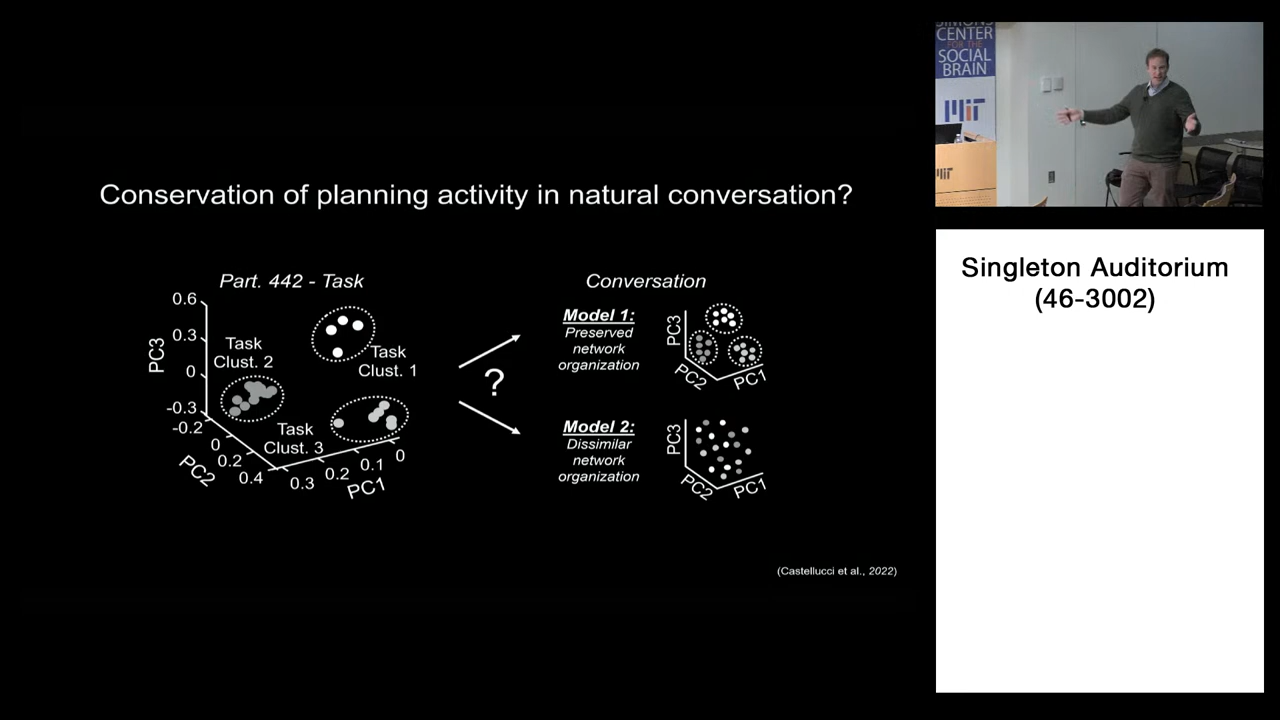 Conservation of planning activity in natural conversation?
Part. 442 - Task
0.6
0.3
0
-0.3
PC3
-0.2
0
0.2
0.4
PC2
0.3
0.2
0.1
0
PC1
Task
Clust. 2
Task
Clust. 1
Task
Clust. 3
?
Conversation
Model 1:
Preserved
network
organization
PC3
PC2
PC1
Model 2:
Dissimilar
network
organization
PC3
PC2
PC1
(Castellucci et al., 2022)
SIMONS
CENTER
FOR THE
SOCIAL
BRAIN
MIT
MIT
Singleton Auditorium
(46-3002)